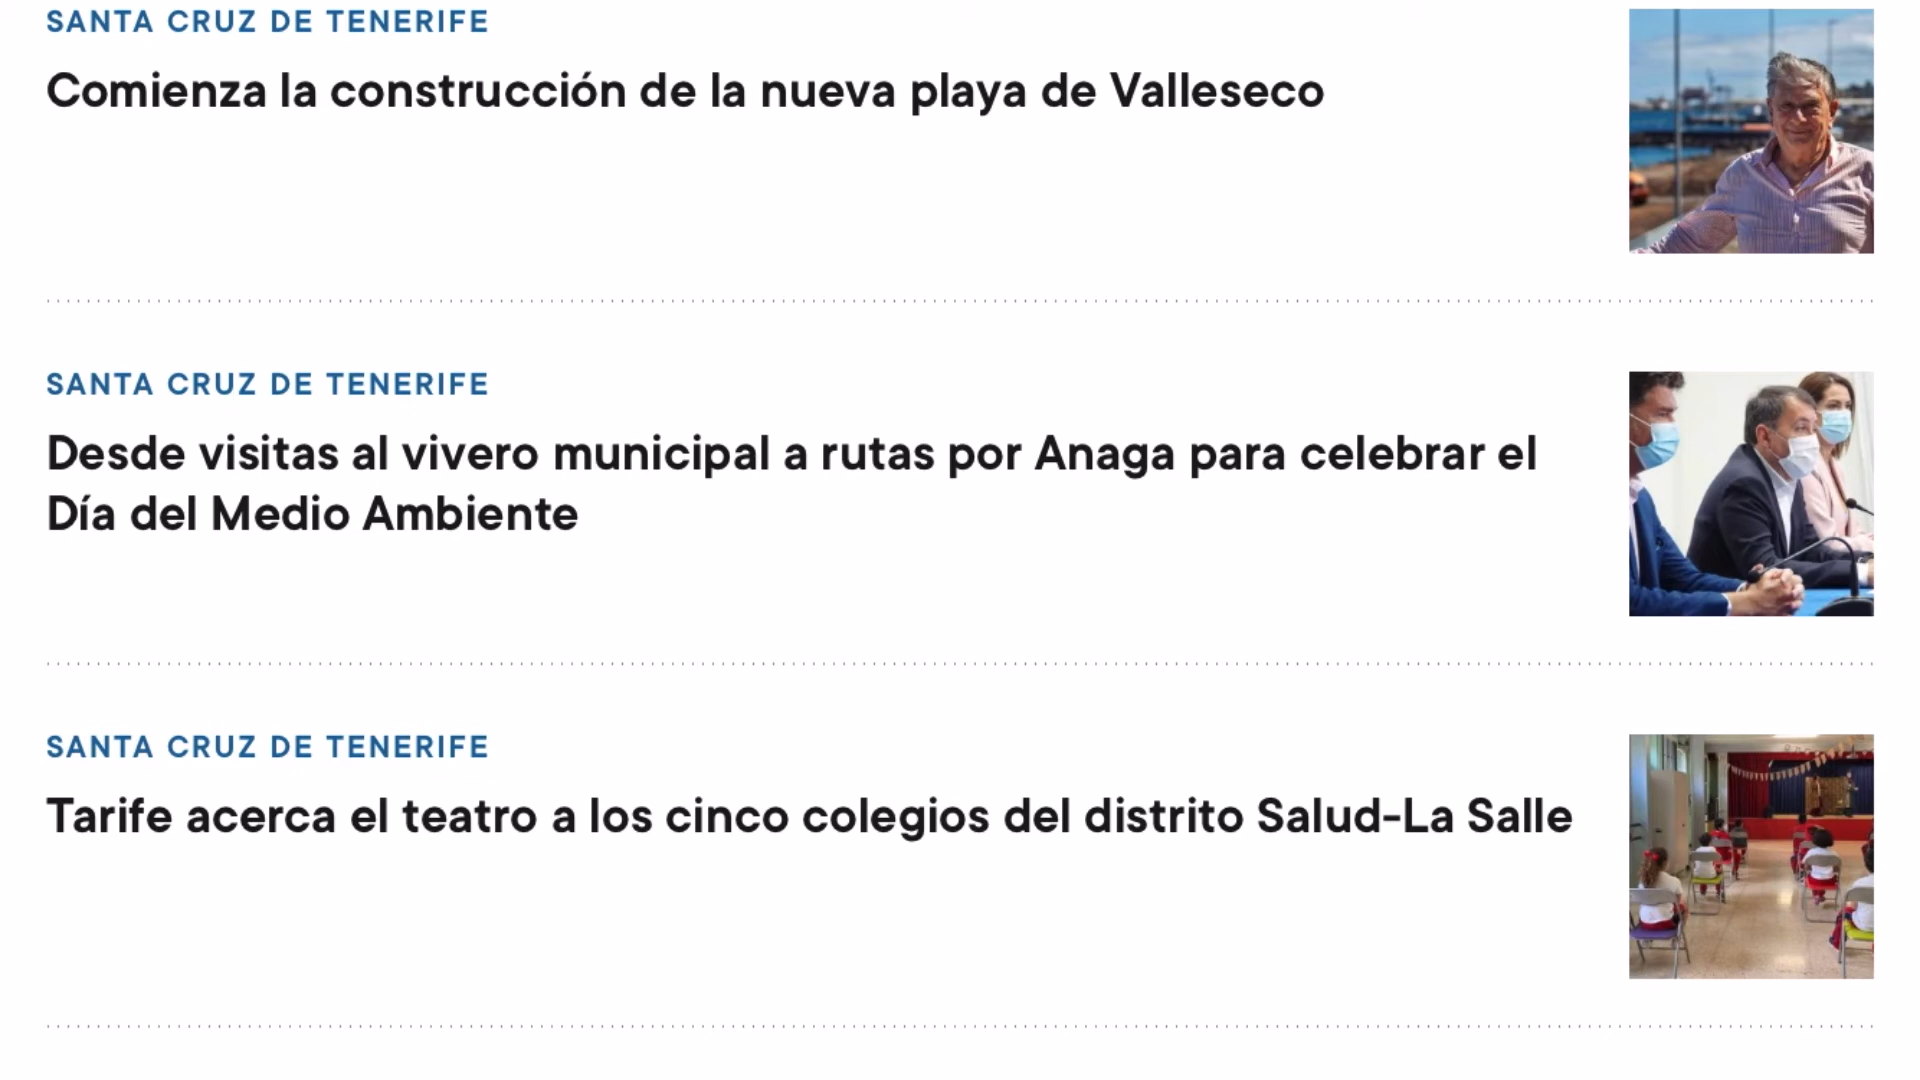 SANTA CRUZ DE TENERIFE
Comienza la construcción de la nueva playa de Valleseco
SANTA CRUZ DE TENERIFE
Desde visitas al vivero municipal a rutas por Anaga para celebrar el
Día del Medio Ambiente
SANTA CRUZ DE TENERIFE
Tarife acerca el teatro a los cinco colegios del distrito Salud-La Salle